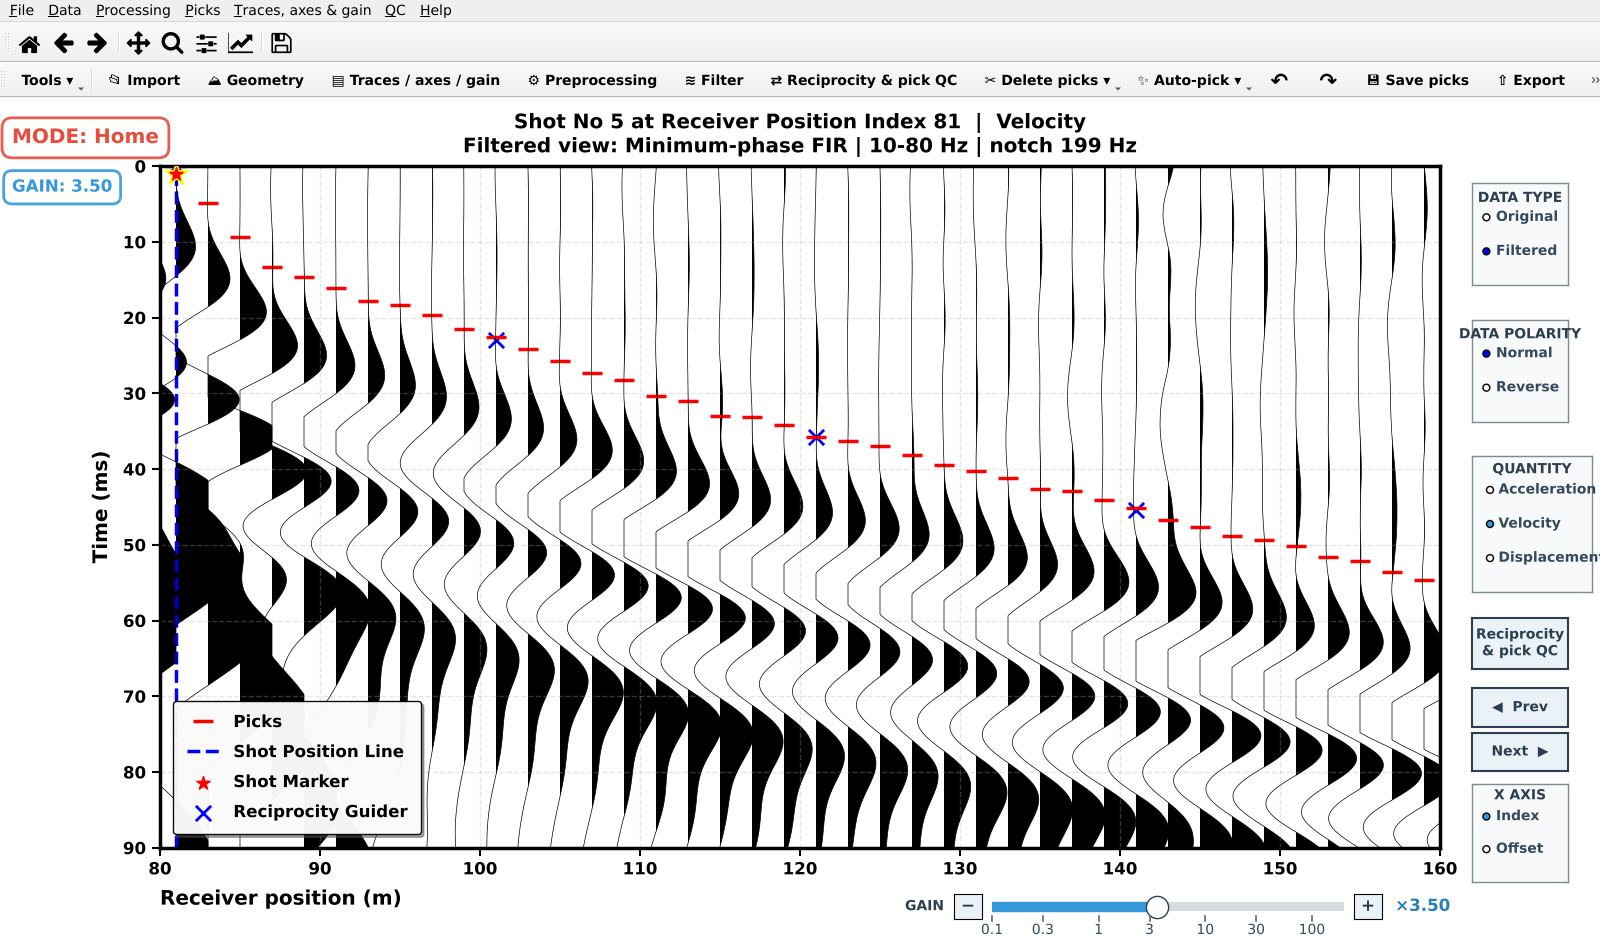 File Data Processing Picks Traces, axes & gain QC Help
Tools ▾ Import Geometry Traces / axes / gain Preprocessing Filter Reciprocity & pick QC Delete picks ▾ Auto-pick ▾ Save picks Export »
MODE: Home
GAIN: 3.50
Shot No 5 at Receiver Position Index 81 | Velocity
Filtered view: Minimum-phase FIR | 10-80 Hz | notch 199 Hz
0
10
20
30
40
50
60
70
80
90
Time (ms)
80 90 100 110 120 130 140 150 160
Receiver position (m)
Picks
Shot Position Line
Shot Marker
Reciprocity Guider
DATA TYPE
Original
Filtered
DATA POLARITY
Normal
Reverse
QUANTITY
Acceleration
Velocity
Displacemen
Reciprocity
& pick QC
◀ Prev
Next ▶
X AXIS
Index
Offset
GAIN − + ×3.50
0.1 0.3 1 3 10 30 100